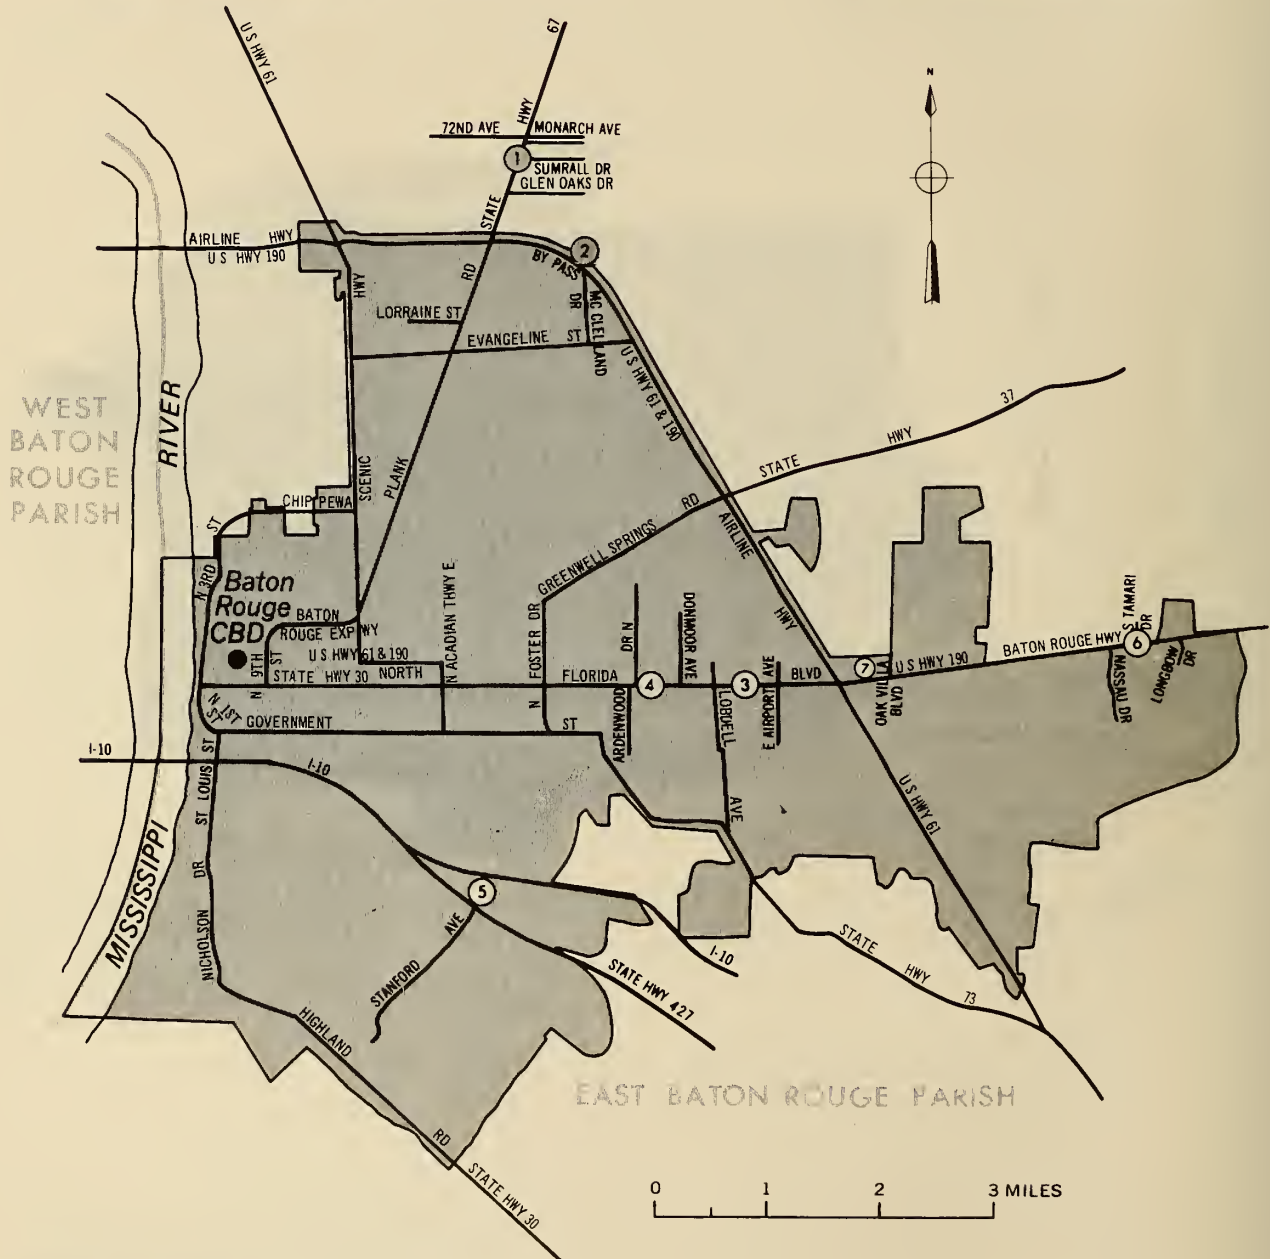 U S HWY 61
67
HWY
72ND AVE
MONARCH AVE
1
SUMRALL DR
GLEN OAKS DR
STATE
N
AIRLINE HWY
U S HWY 190
2
BY PASS
RD
HWY
DR
MC CLELLAND
LORRAINE ST
EVANGELINE ST
U S HWY 61 & 190
37
HWY
STATE
WEST
BATON
ROUGE
PARISH
RIVER
SCENIC
PLANK
CHIPPEWA
ST
RD
GREENWELL SPRINGS
AIRLINE
HWY
N 3RD
Baton
Rouge
CBD
BATON
ROUGE EXP WY
U S HWY 61 & 190
STATE HWY 30
NORTH
N 9TH
ST
N ACADIAN THWY E
FOSTER DR
N
FLORIDA
BLVD
DR N
ARDENWOOD
4
DONMOOR AVE
LOBDELL
AVE
3
E AIRPORT AVE
7
OAK VILLA
BLVD
U S HWY 190
BATON ROUGE HWY
S TAMARI
DR
6
NASSAU DR
LONGBOW
DR
N 1ST
ST
GOVERNMENT
ST
I-10
I-10
ST LOUIS ST
U S HWY 61
MISSISSIPPI
NICHOLSON DR
5
STANFORD AVE
I-10
STATE HWY 427
STATE
HWY
73
HIGHLAND
RD
STATE HWY 30
EAST BATON ROUGE PARISH
0 1 2 3 MILES